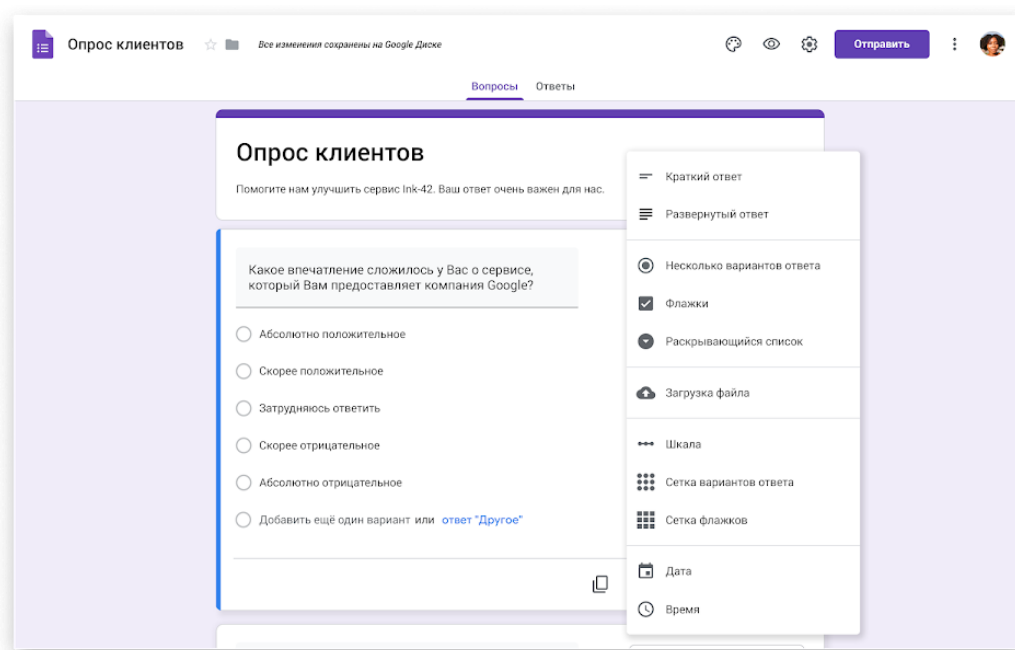 Опрос клиентов
Все изменения сохранены на Google Диске
Отправить
Вопросы Ответы
Опрос клиентов
Помогите нам улучшить сервис Ink-42. Ваш ответ очень важен для нас.
Какое впечатление сложилось у Вас о сервисе,
который Вам предоставляет компания Google?
Абсолютно положительное
Скорее положительное
Затрудняюсь ответить
Скорее отрицательное
Абсолютно отрицательное
Добавить ещё один вариант или ответ "Другое"
Краткий ответ
Развернутый ответ
Несколько вариантов ответа
Флажки
Раскрывающийся список
Загрузка файла
Шкала
Сетка вариантов ответа
Сетка флажков
Дата
Время